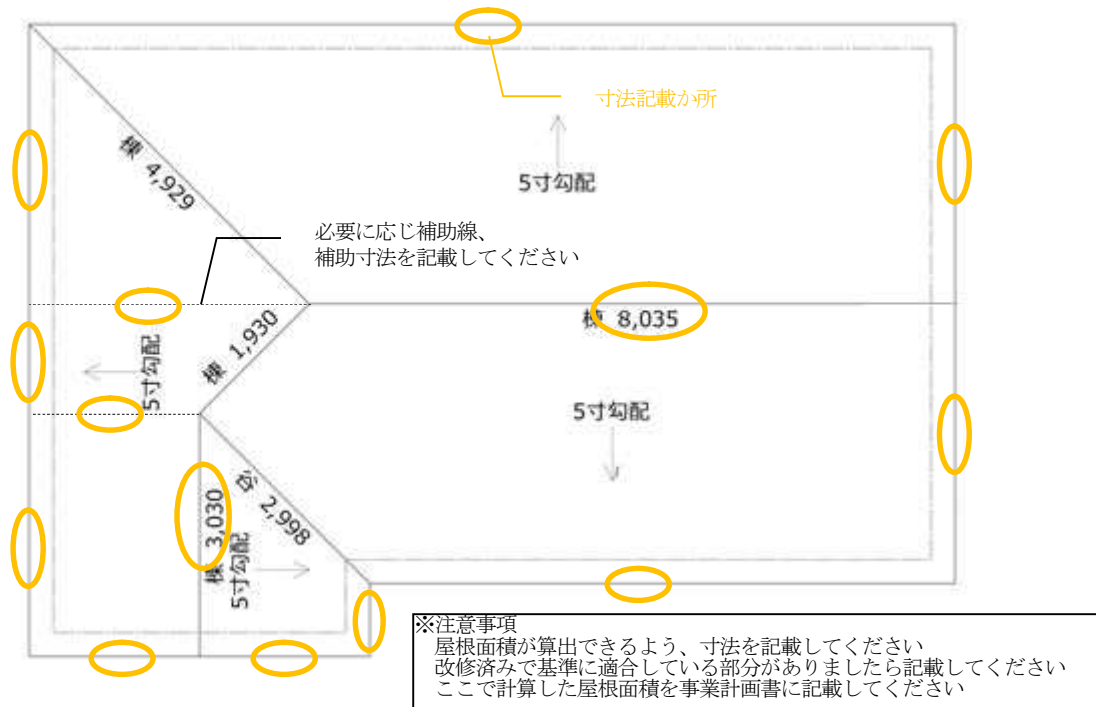 寸法記載か所
5寸勾配
棟 4,929
必要に応じ補助線、
補助寸法を記載してください
棟 8,035
棟 1,930
5寸勾配
5寸勾配
谷 2,998
棟 3,030
5寸勾配
※注意事項
屋根面積が算出できるよう、寸法を記載してください
改修済みで基準に適合している部分がありましたら記載してください
ここで計算した屋根面積を事業計画書に記載してください